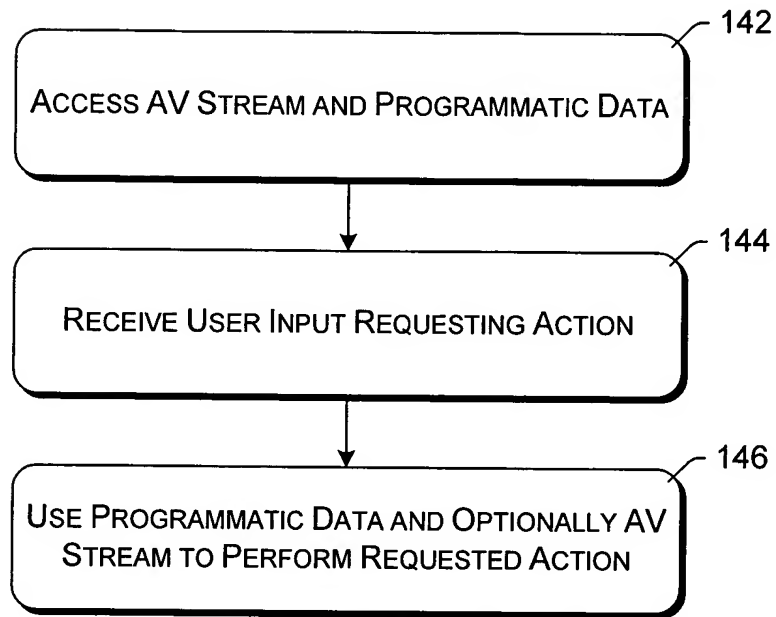 142
ACCESS AV STREAM AND PROGRAMMATIC DATA
144
RECEIVE USER INPUT REQUESTING ACTION
146
USE PROGRAMMATIC DATA AND OPTIONALLY AV
STREAM TO PERFORM REQUESTED ACTION